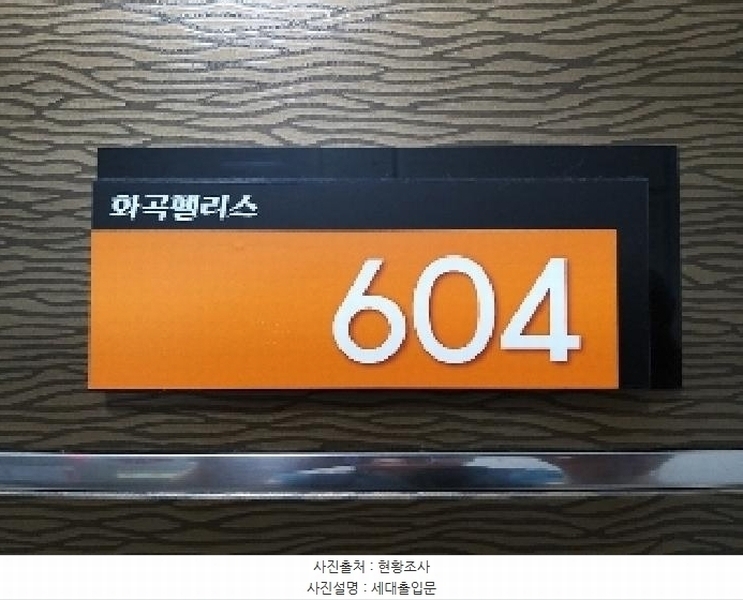 화곡헬리스
604
사진출처 : 현황조사
사진설명 : 세대출입문